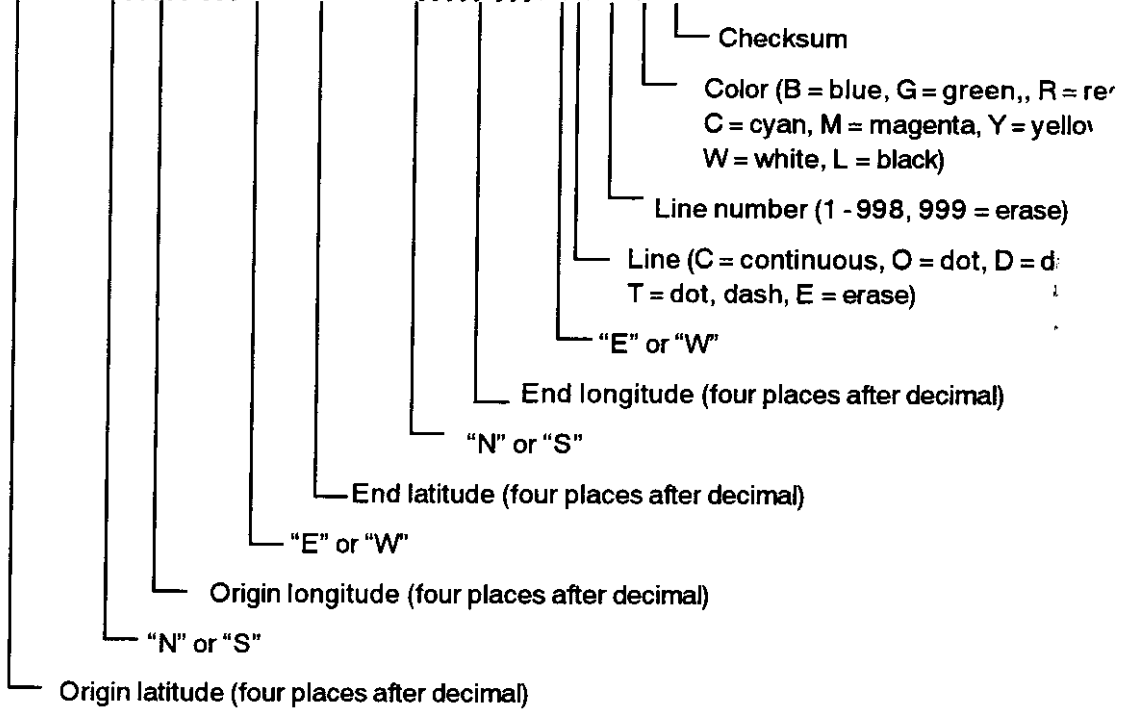 Checksum
Color (B = blue, G = green,, R =
C = cyan, M = magenta, Y =
W = white, L = black)
Line number (1 - 998, 999 = erase)
Line (C = continuous, O = dot, D =
T = dot, dash, E = erase)
“E” or “W”
End longitude (four places after decimal)
“N” or “S”
End latitude (four places after decimal)
“E” or “W”
Origin longitude (four places after decimal)
“N” or “S”
Origin latitude (four places after decimal)